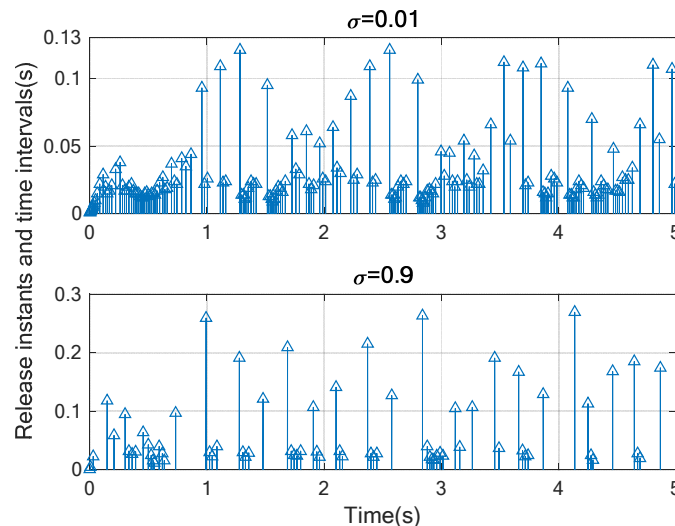 σ=0.01
0.13
0.1
0.05
0
0 1 2 3 4 5
σ=0.9
0.3
0.2
0.1
0
0 1 2 3 4 5
Time(s)
Release instants and time intervals(s)